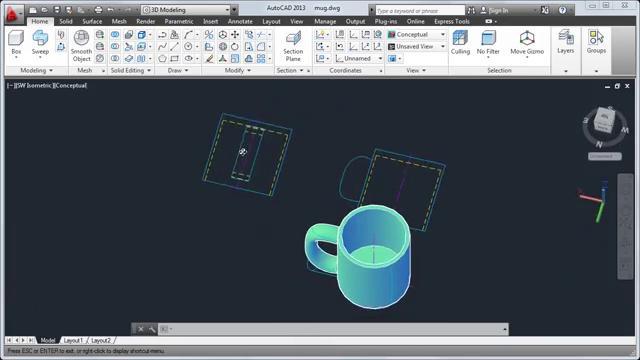 3D Modeling
AutoCAD 2013 mug.dwg
Type a keyword or phrase
Sign In
Home Solid Surface Mesh Render Parametric Insert Annotate View Manage Output Plug-ins Online Express Tools
Conceptual
Unsaved View
Unnamed
Box Smooth Object Section Plane Culling No Filter Move Gizmo Layers Groups
Modeling Mesh Solid Editing Draw Modify Section Coordinates View Selection
[−][SW Isometric][Conceptual]
Model Layout1 Layout2
Press ESC or ENTER to exit, or right-click to display shortcut-menu.